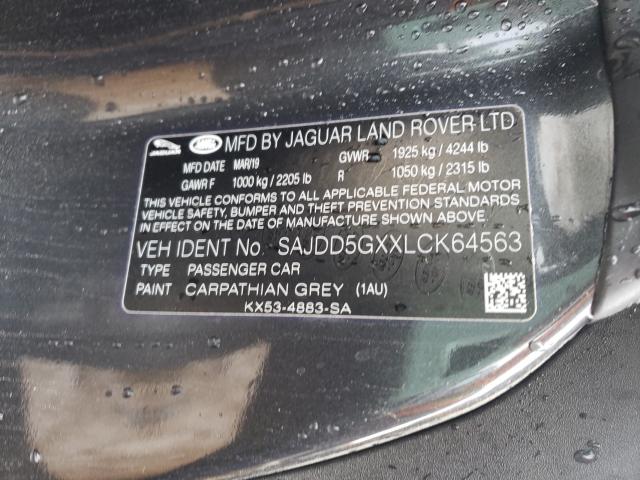 JAGUAR LAND ROVER MFD BY JAGUAR LAND ROVER LTD
MFD DATE MAR/19 GVWR 1925 kg / 4244 lb
GAWR F 1000 kg / 2205 lb R 1050 kg / 2315 lb
THIS VEHICLE CONFORMS TO ALL APPLICABLE FEDERAL MOTOR
VEHICLE SAFETY, BUMPER AND THEFT PREVENTION STANDARDS
IN EFFECT ON THE DATE OF MANUFACTURE SHOWN ABOVE.
VEH IDENT No. SAJDD5GXXLCK64563
TYPE PASSENGER CAR
PAINT CARPATHIAN GREY (1AU)
KX53-4883-SA